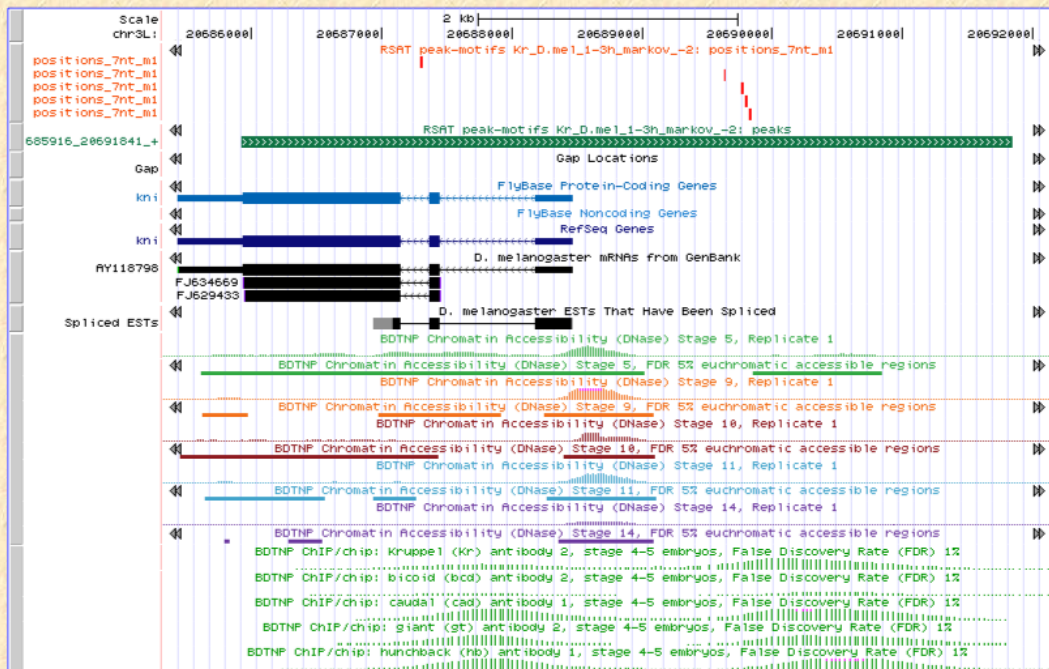 Scale 2 kb
chr3L: 20686000 20687000 20688000 20689000 20690000 20691000 20692000
RSAT peak-motifs Kr_D.mel_1-3h_markov_-2: positions_7nt_m1
positions_7nt_m1
positions_7nt_m1
positions_7nt_m1
positions_7nt_m1
positions_7nt_m1
RSAT peak-motifs Kr_D.mel_1-3h_markov_-2: peaks
685916_20691841_+
Gap Locations
Gap
FlyBase Protein-Coding Genes
kni
FlyBase Noncoding Genes
RefSeq Genes
kni
D. melanogaster mRNAs from GenBank
AY118798
FJ634669
FJ629433
D. melanogaster ESTs That Have Been Spliced
Spliced ESTs
BDTNP Chromatin Accessibility (DNase) Stage 5, Replicate 1
BDTNP Chromatin Accessibility (DNase) Stage 5, FDR 5% euchromatic accessible regions
BDTNP Chromatin Accessibility (DNase) Stage 9, Replicate 1
BDTNP Chromatin Accessibility (DNase) Stage 9, FDR 5% euchromatic accessible regions
BDTNP Chromatin Accessibility (DNase) Stage 10, Replicate 1
BDTNP Chromatin Accessibility (DNase) Stage 10, FDR 5% euchromatic accessible regions
BDTNP Chromatin Accessibility (DNase) Stage 11, Replicate 1
BDTNP Chromatin Accessibility (DNase) Stage 11, FDR 5% euchromatic accessible regions
BDTNP Chromatin Accessibility (DNase) Stage 14, Replicate 1
BDTNP Chromatin Accessibility (DNase) Stage 14, FDR 5% euchromatic accessible regions
BDTNP ChIP/chip: Kruppel (Kr) antibody 2, stage 4-5 embryos, False Discovery Rate (FDR) 1%
BDTNP ChIP/chip: bicoid (bcd) antibody 2, stage 4-5 embryos, False Discovery Rate (FDR) 1%
BDTNP ChIP/chip: caudal (cad) antibody 1, stage 4-5 embryos, False Discovery Rate (FDR) 1%
BDTNP ChIP/chip: giant (gt) antibody 2, stage 4-5 embryos, False Discovery Rate (FDR) 1%
BDTNP ChIP/chip: hunchback (hb) antibody 1, stage 4-5 embryos, False Discovery Rate (FDR) 1%